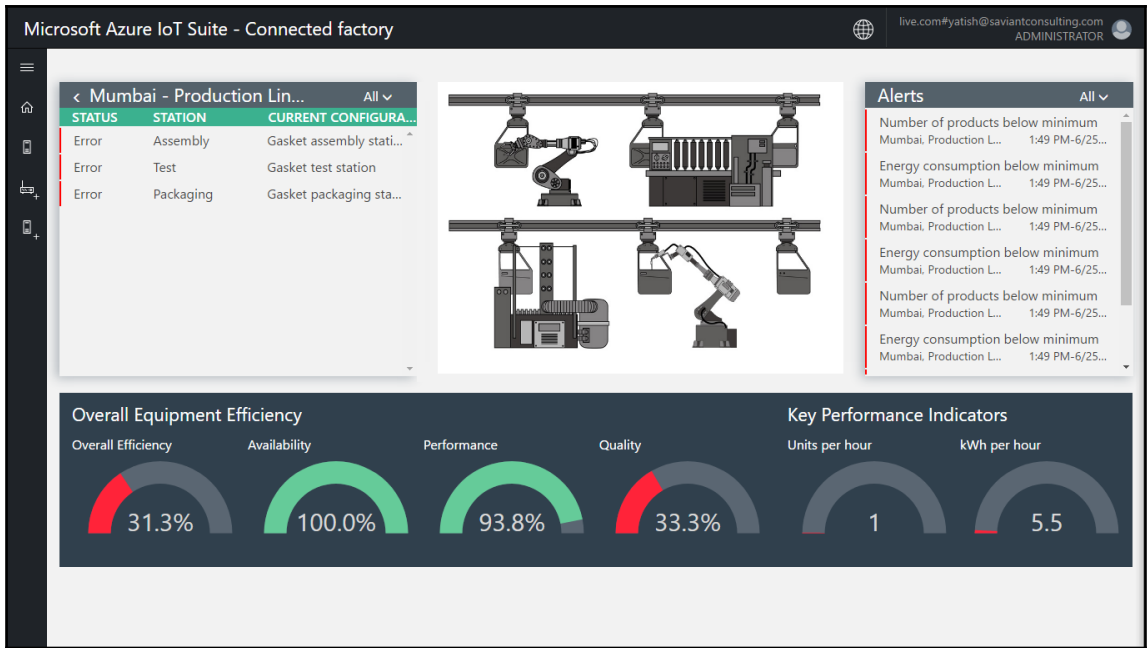 Microsoft Azure IoT Suite - Connected factory
live.com#yatish@saviantconsulting.com
ADMINISTRATOR
< Mumbai - Production Lin... All
STATUS STATION CURRENT CONFIGURA...
Error Assembly Gasket assembly stati...
Error Test Gasket test station
Error Packaging Gasket packaging sta...
Alerts All
Number of products below minimum
Mumbai, Production L... 1:49 PM-6/25...
Energy consumption below minimum
Mumbai, Production L... 1:49 PM-6/25...
Number of products below minimum
Mumbai, Production L... 1:49 PM-6/25...
Energy consumption below minimum
Mumbai, Production L... 1:49 PM-6/25...
Number of products below minimum
Mumbai, Production L... 1:49 PM-6/25...
Energy consumption below minimum
Mumbai, Production L... 1:49 PM-6/25...
Overall Equipment Efficiency
Overall Efficiency Availability Performance Quality
31.3% 100.0% 93.8% 33.3%
Key Performance Indicators
Units per hour kWh per hour
1 5.5